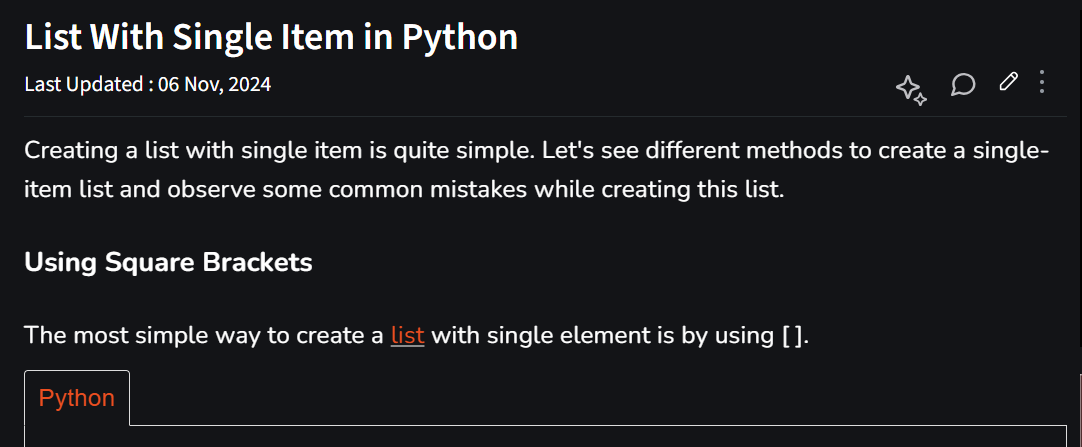 List With Single Item in Python
Last Updated : 06 Nov, 2024
Creating a list with single item is quite simple. Let's see different methods to create a single-
item list and observe some common mistakes while creating this list.
Using Square Brackets
The most simple way to create a list with single element is by using [ ].
Python